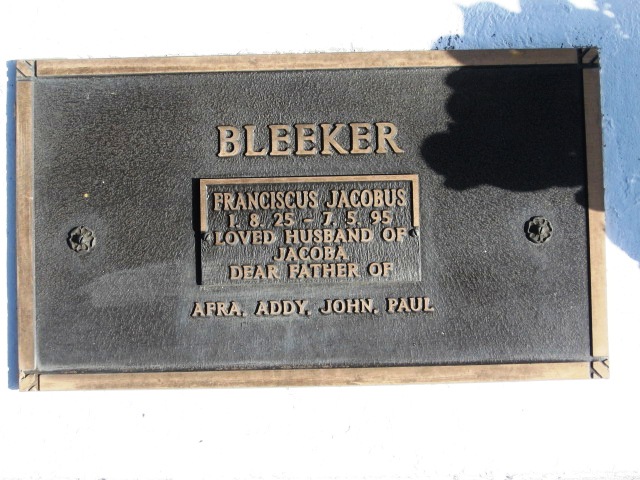 BLEEKER
FRANCISCUS JACOBUS
1. 8. 25 - 7. 5. 95
LOVED HUSBAND OF
JACOBA
DEAR FATHER OF
AFRA, ADDY, JOHN, PAUL